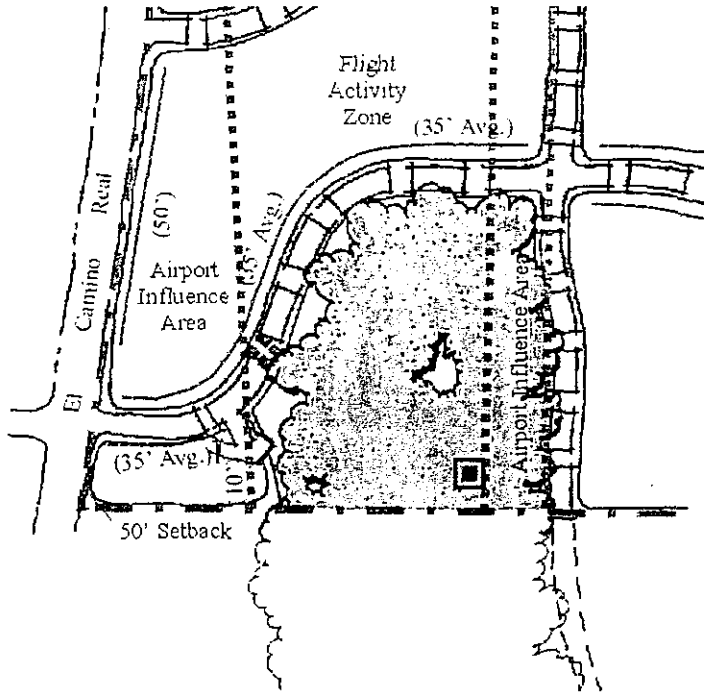 Flight
Activity
Zone
(35' Avg.)
El Camino Real
(50')
(35' Avg.)
Airport
Influence
Area
Airport Influence Area
(35' Avg.)
10'
50' Setback